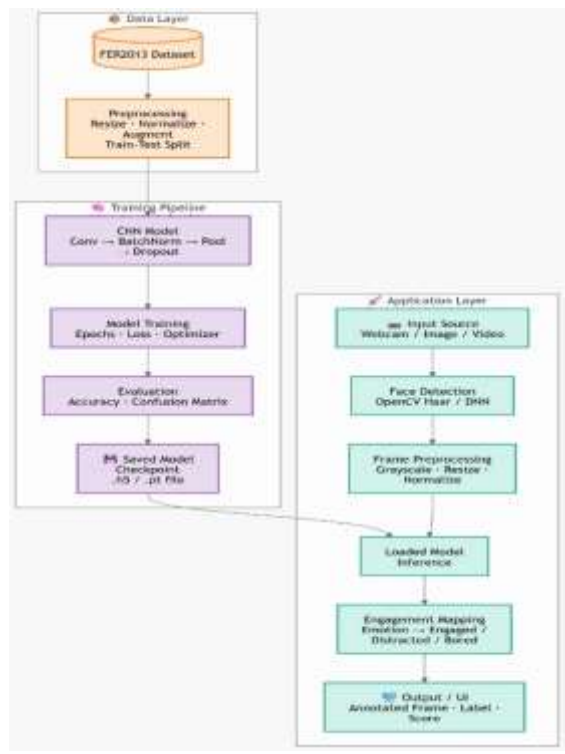 Data Layer
FER2013 Dataset
Preprocessing
Resize · Normalize ·
Augment
Train-Test Split
Training Pipeline
CNN Model
Conv → BatchNorm → Pool
→ Dropout
Model Training
Epochs · Loss · Optimizer
Evaluation
Accuracy · Confusion Matrix
Saved Model
Checkpoint
.h5 / .pt file
Application Layer
Input Source
Webcam / Image / Video
Face Detection
OpenCV Haar / DNN
Frame Preprocessing
Grayscale · Resize ·
Normalize
Loaded Model
Inference
Engagement Mapping
Emotion → Engaged /
Distracted / Bored
Output / UI
Annotated Frame · Label ·
Score